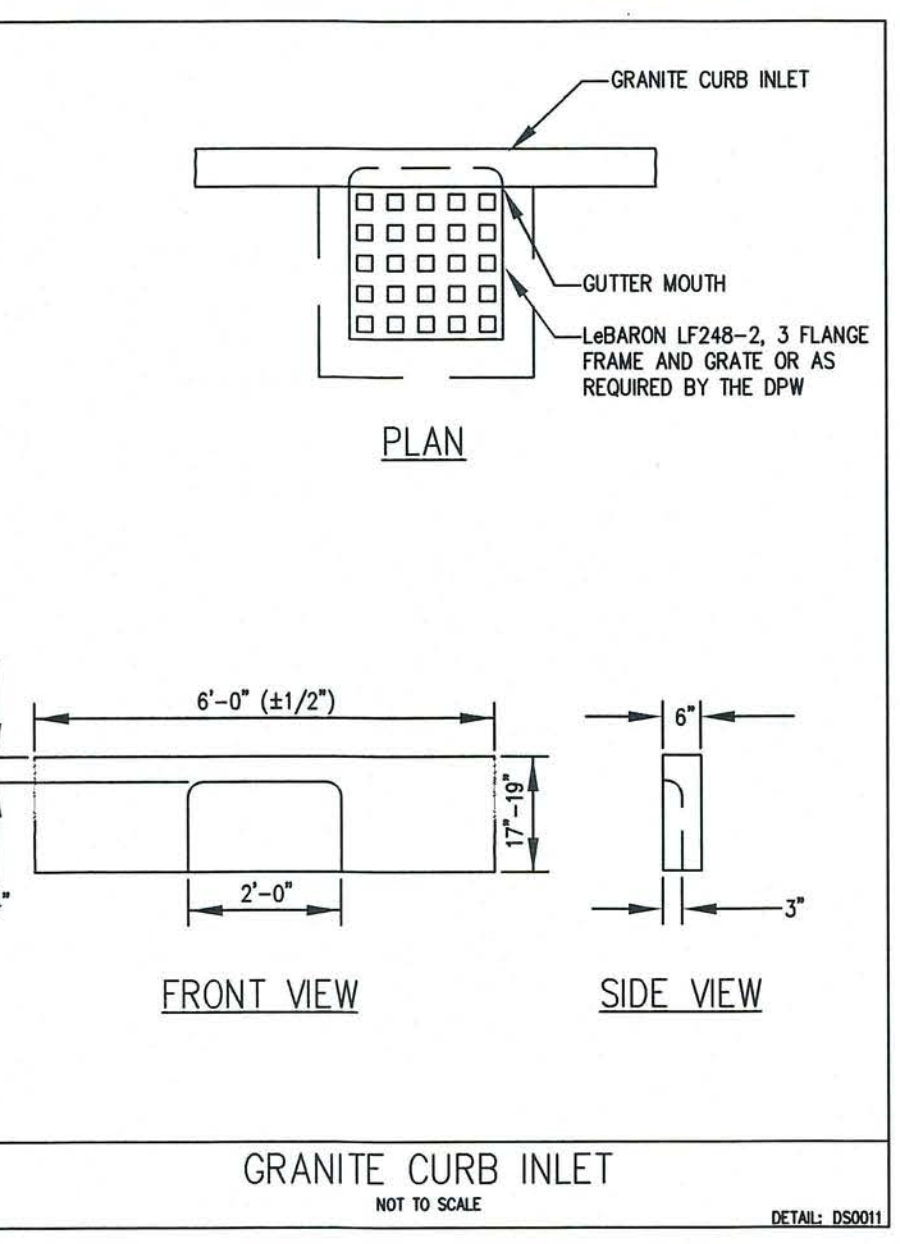 GRANITE CURB INLET
GUTTER MOUTH
LeBARON LF248-2, 3 FLANGE
FRAME AND GRATE OR AS
REQUIRED BY THE DPW
PLAN
6'-0" (±1/2")
6"
17"-19"
2'-0"
3"
FRONT VIEW
SIDE VIEW
GRANITE CURB INLET
NOT TO SCALE
DETAIL: DS0011